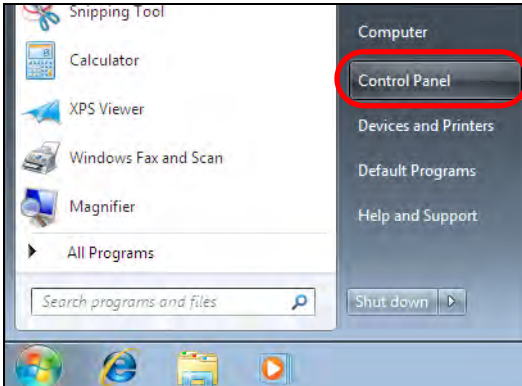 Snipping Tool
Calculator
XPS Viewer
Windows Fax and Scan
Magnifier
All Programs
Search programs and files
Computer
Control Panel
Devices and Printers
Default Programs
Help and Support
Shut down